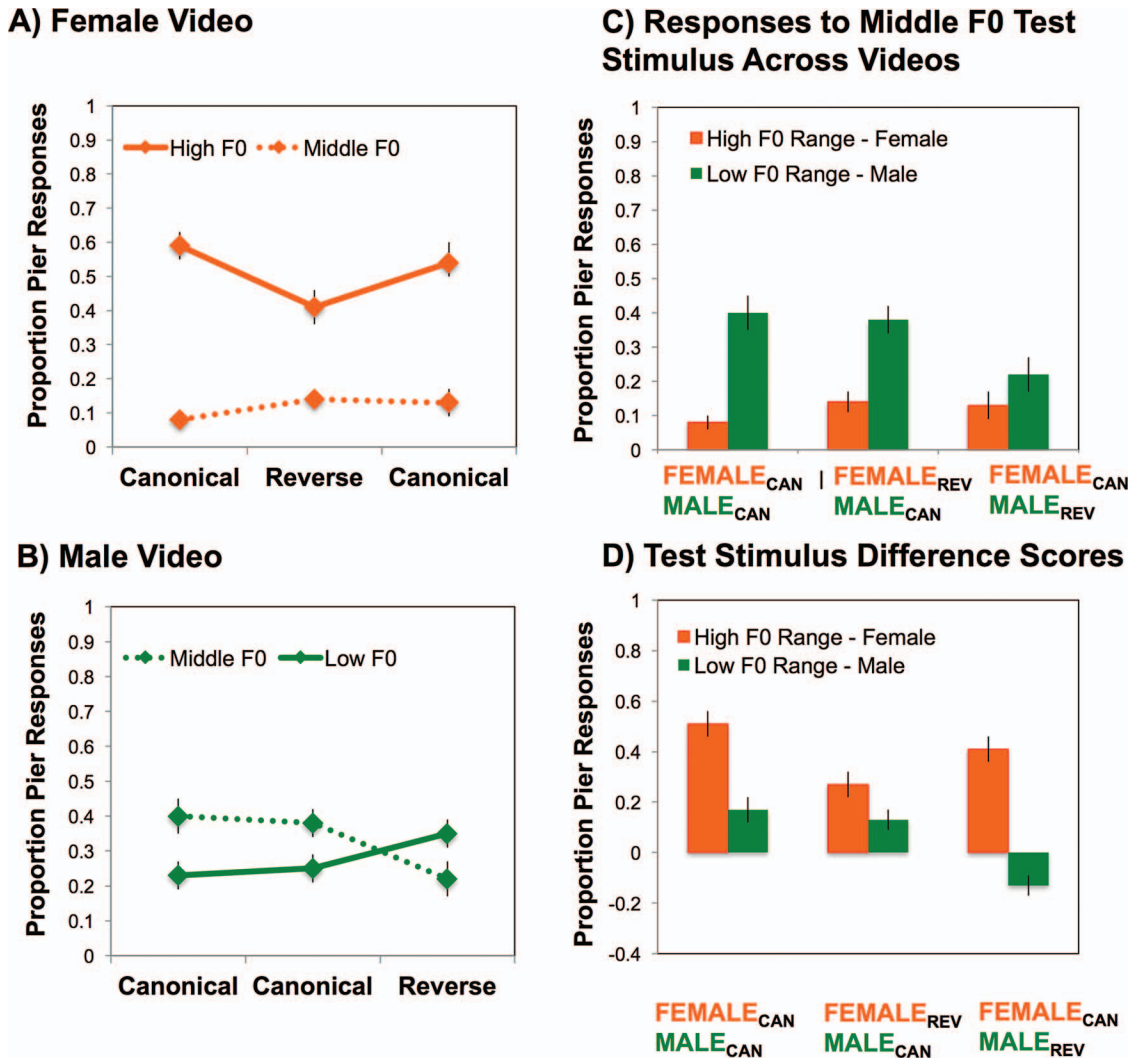 A) Female Video
Proportion Pier Responses
1
0.9
0.8
0.7
0.6
0.5
0.4
0.3
0.2
0.1
0
High F0 Middle F0
Canonical Reverse Canonical
B) Male Video
Proportion Pier Responses
1
0.9
0.8
0.7
0.6
0.5
0.4
0.3
0.2
0.1
0
Middle F0 Low F0
Canonical Canonical Reverse
C) Responses to Middle F0 Test
Stimulus Across Videos
Proportion Pier Responses
1
0.9
0.8
0.7
0.6
0.5
0.4
0.3
0.2
0.1
0
High F0 Range - Female
Low F0 Range - Male
FEMALECAN | FEMALEREV FEMALECAN
MALECAN MALECAN MALEREV
D) Test Stimulus Difference Scores
Proportion Pier Responses
1
0.8
0.6
0.4
0.2
0
-0.2
-0.4
High F0 Range - Female
Low F0 Range - Male
FEMALECAN FEMALEREV FEMALECAN
MALECAN MALECAN MALEREV